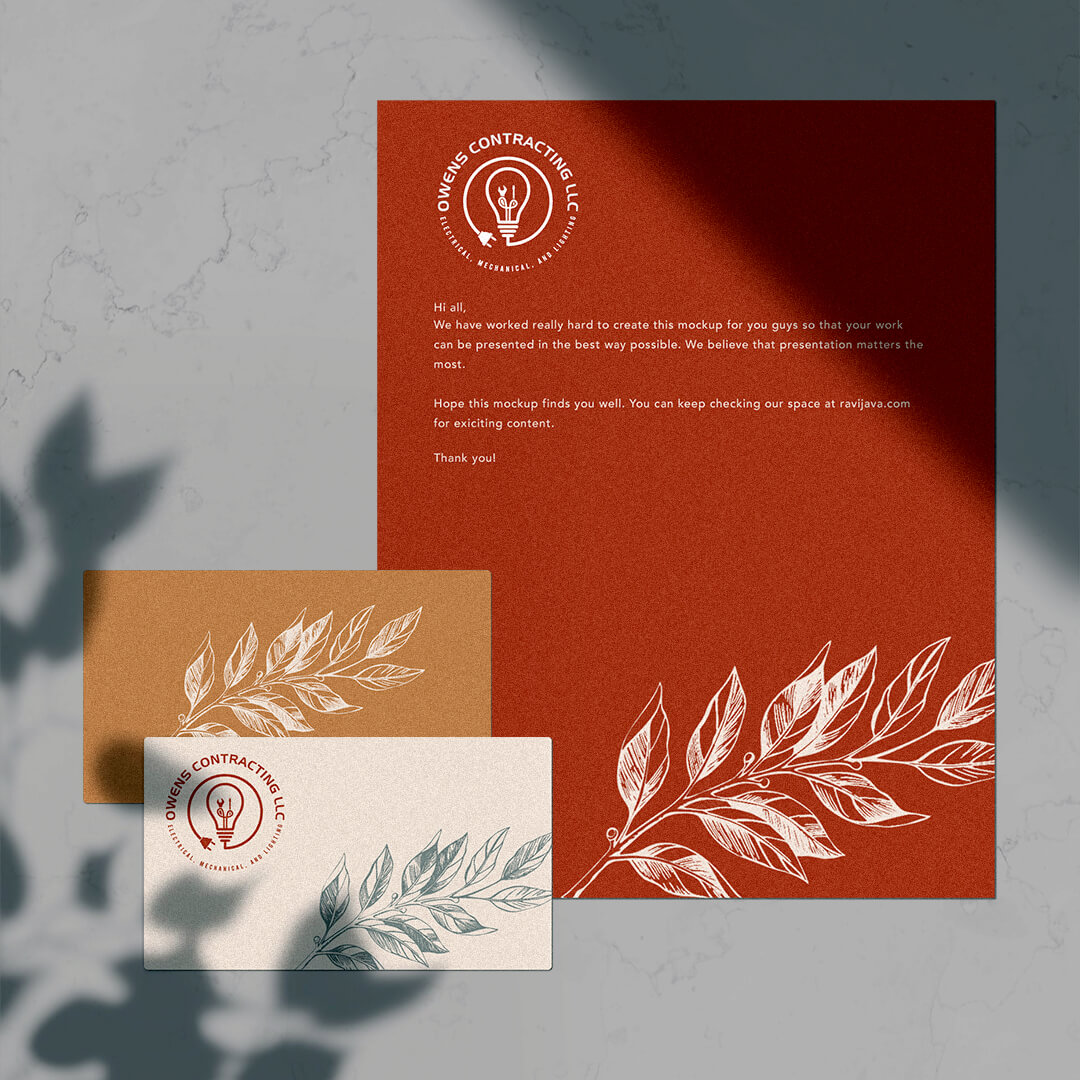 OWENS CONTRACTING LLC
ELECTRICAL, MECHANICAL, AND LIGHTING
Hi all,
We have worked really hard to create this mockup for you guys so that your work
can be presented in the best way possible. We believe that presentation matters the
most.
Hope this mockup finds you well. You can keep checking our space at ravijava.com
for exiciting content.
Thank you!
OWENS CONTRACTING LLC
ELECTRICAL, MECHANICAL, AND LIGHTING